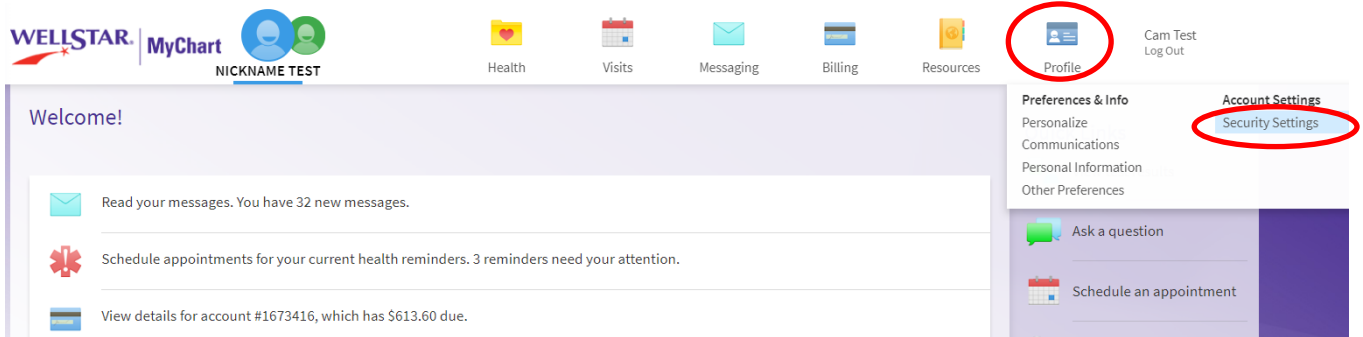 WELLSTAR. MyChart
NICKNAME TEST
Health
Visits
Messaging
Billing
Resources
Profile
Cam Test
Log Out
Preferences & Info
Personalize
Communications
Personal Information
Other Preferences
Account Settings
Security Settings
Welcome!
Read your messages. You have 32 new messages.
Schedule appointments for your current health reminders. 3 reminders need your attention.
View details for account #1673416, which has $613.60 due.
Ask a question
Schedule an appointment